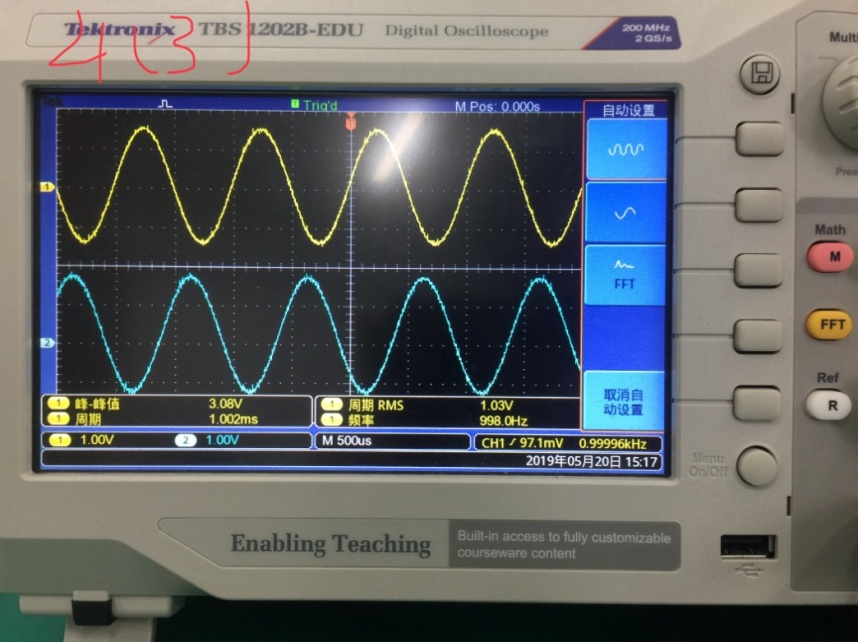 Tektronix TBS 1202B-EDU Digital Oscilloscope 200 MHz
2 GS/s
4(3)
Tek Trig'd M Pos: 0.000s
自动设置
FFT
取消自
动设置
1
2
1 峰-峰值 3.08V
1 周期 1.002ms
1 周期 RMS 1.03V
1 频率 998.0Hz
1 1.00V 2 1.00V M 500us CH1 / 97.1mV 0.99996kHz
2019年05月20日 15:17
Math
M
FFT
Ref
R
Menu
On/Off
Enabling Teaching
Built-in access to fully customizable
courseware content